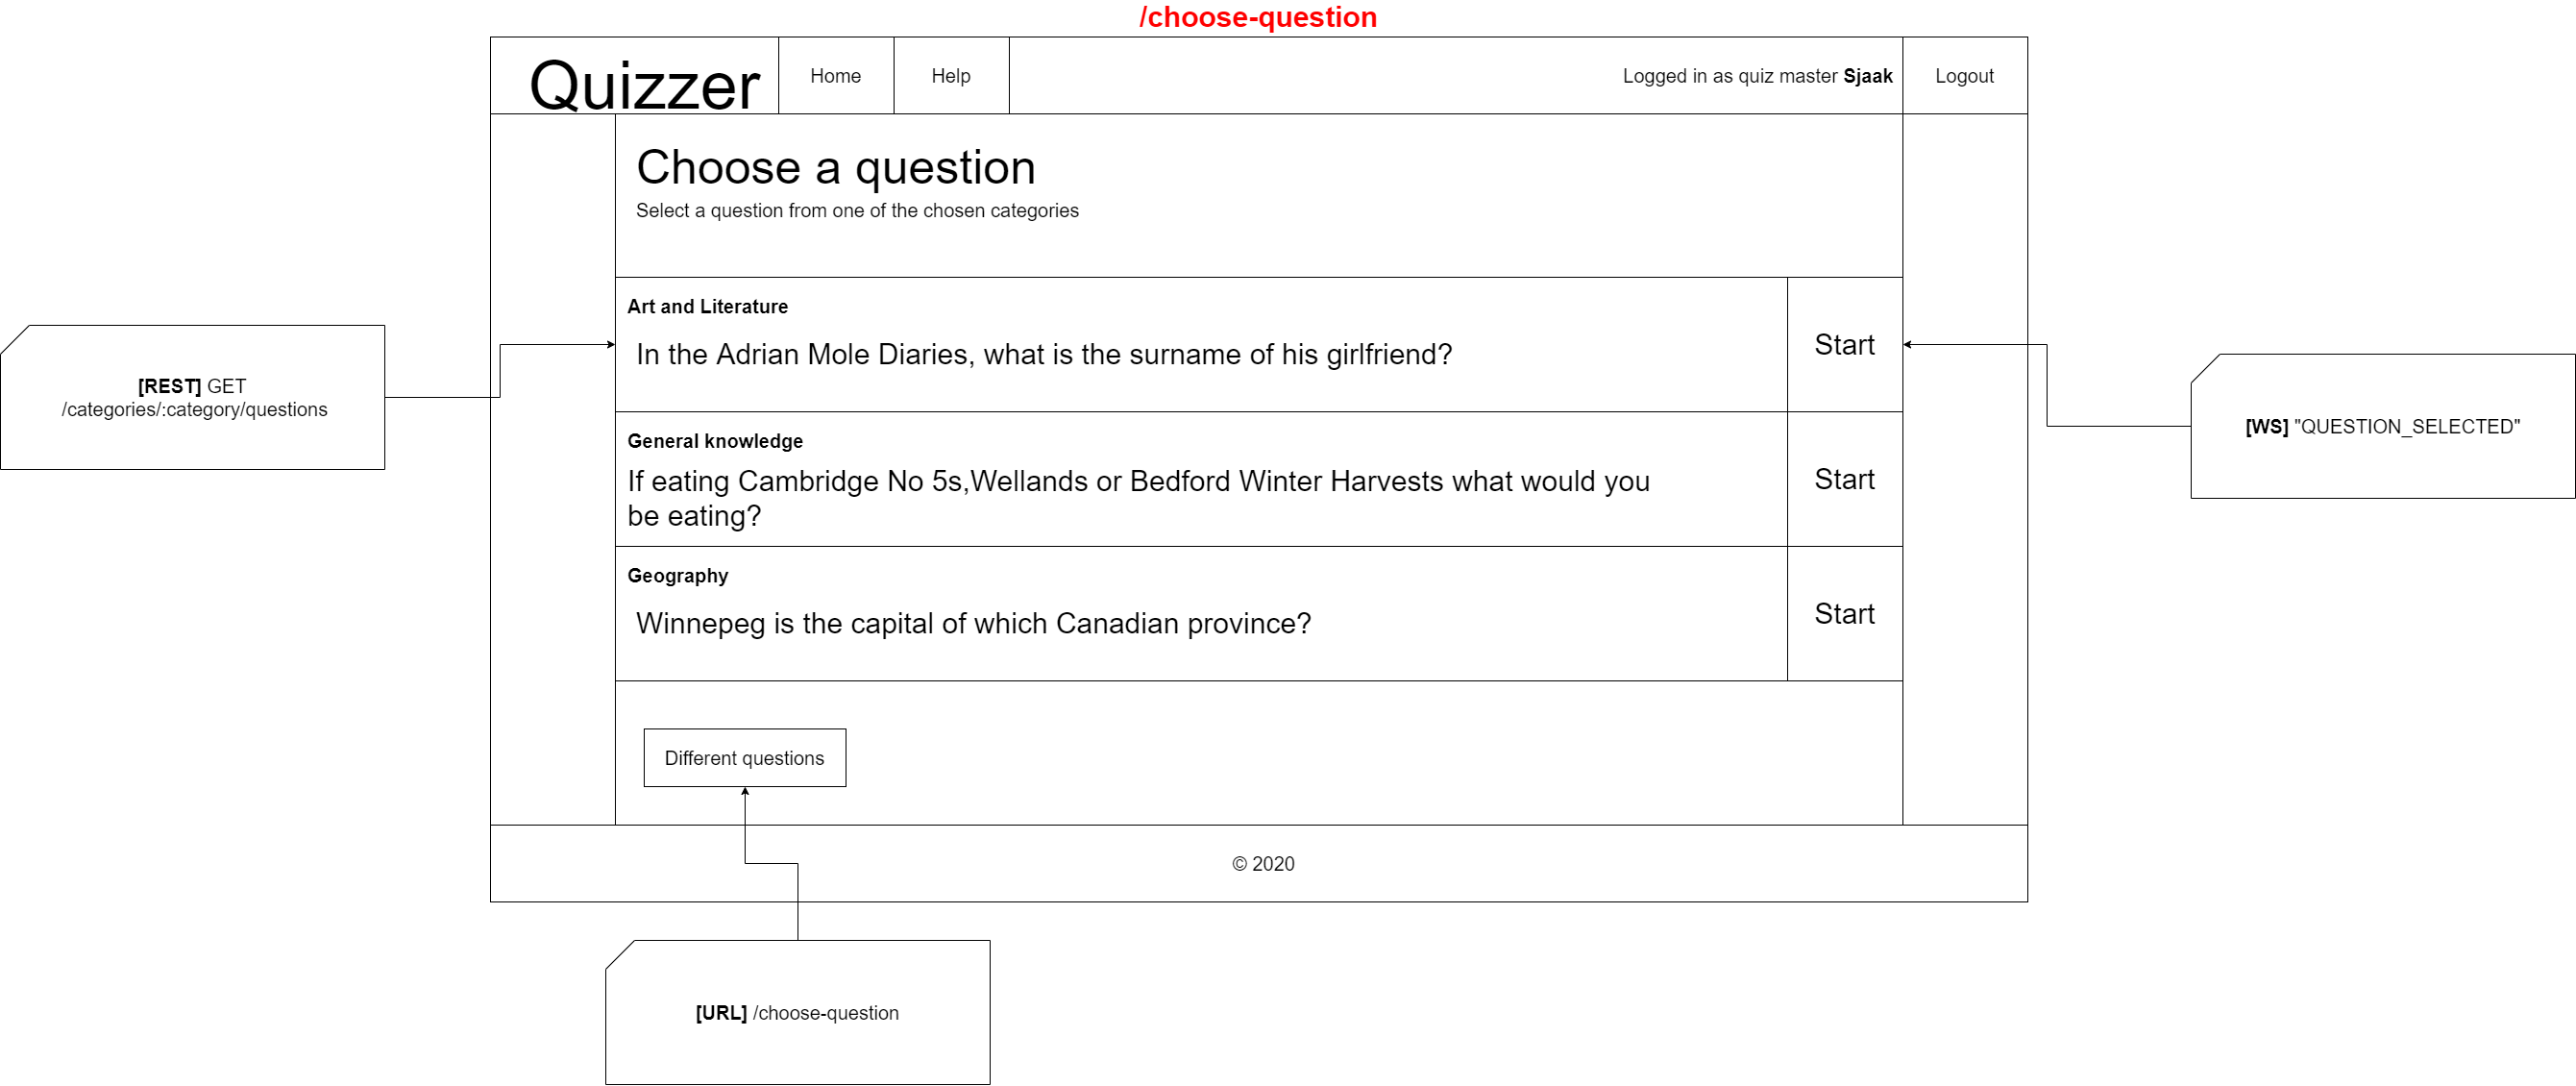 /choose-question
Quizzer
Home
Help
Logged in as quiz master Sjaak
Logout
Choose a question
Select a question from one of the chosen categories
Art and Literature
In the Adrian Mole Diaries, what is the surname of his girlfriend?
Start
[REST] GET
/categories/:category/questions
[WS] "QUESTION_SELECTED"
General knowledge
If eating Cambridge No 5s,Wellands or Bedford Winter Harvests what would you
be eating?
Start
Geography
Winnepeg is the capital of which Canadian province?
Start
Different questions
© 2020
[URL] /choose-question